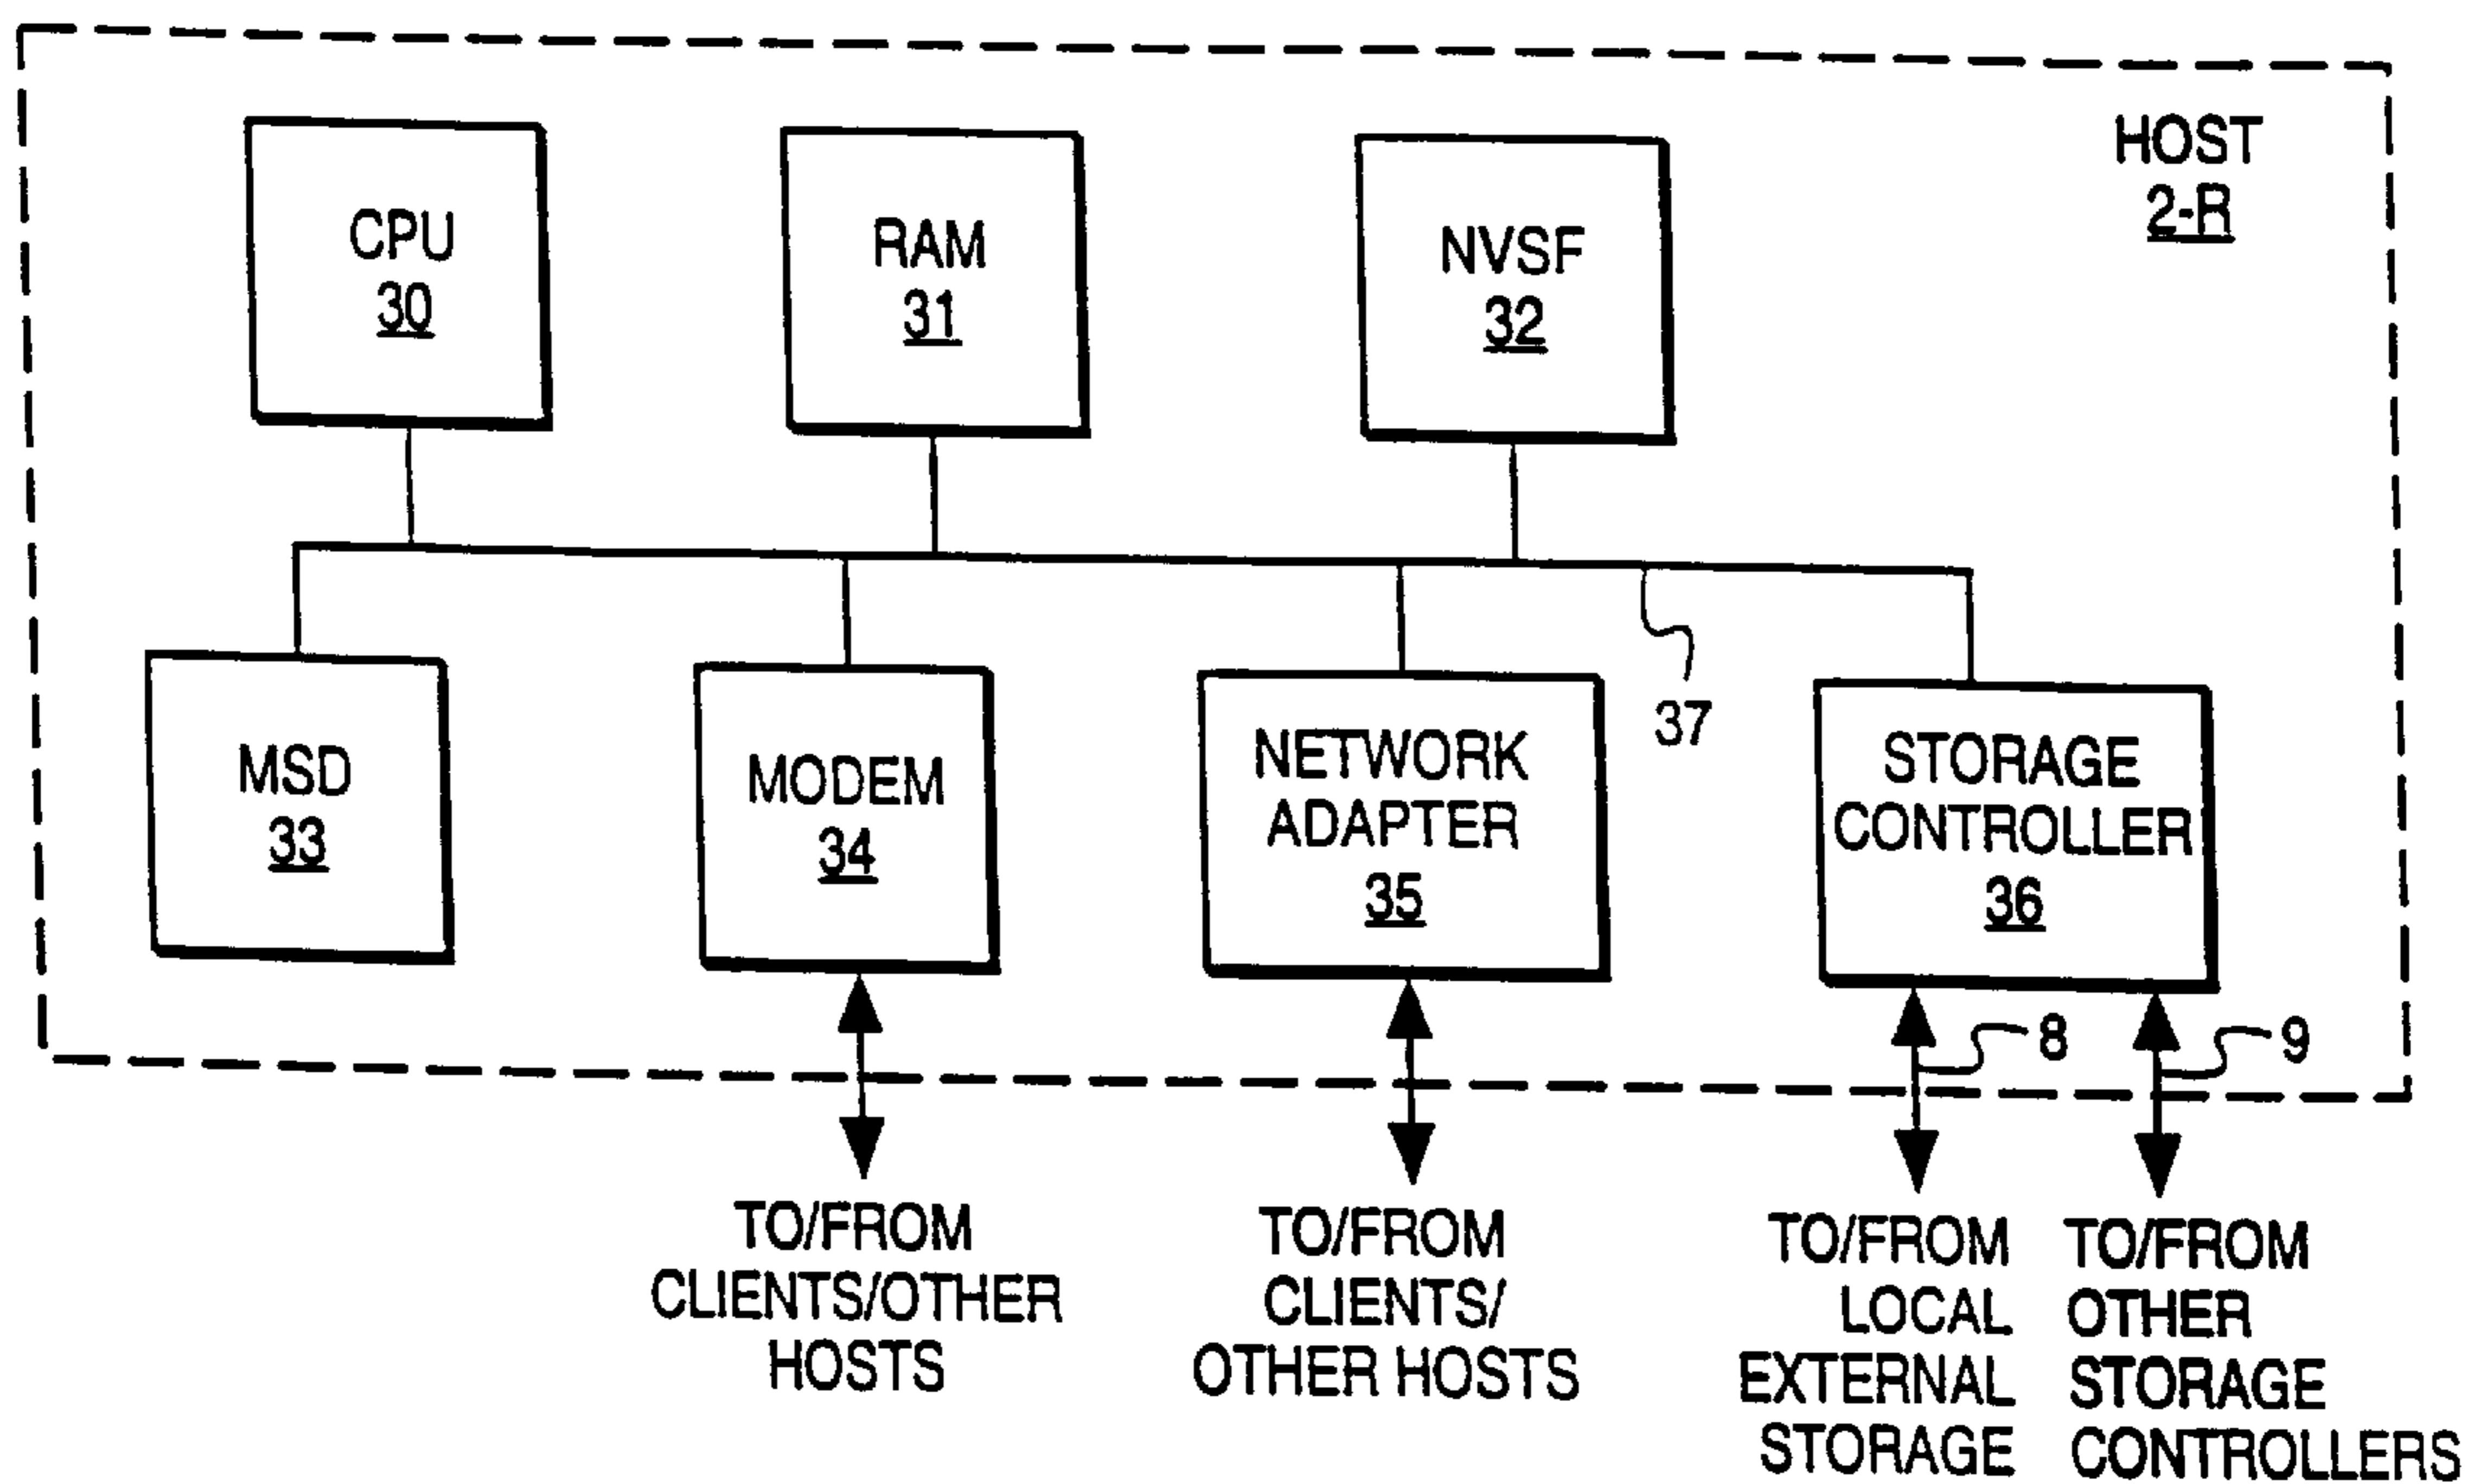 HOST
2-R
CPU
30
RAM
31
NVSF
32
37
MSD
33
MODEM
34
NETWORK
ADAPTER
35
STORAGE
CONTROLLER
36
8
9
TO/FROM
CLIENTS/OTHER
HOSTS
TO/FROM
CLIENTS/
OTHER HOSTS
TO/FROM
LOCAL
EXTERNAL
STORAGE
TO/FROM
OTHER
STORAGE
CONTROLLERS